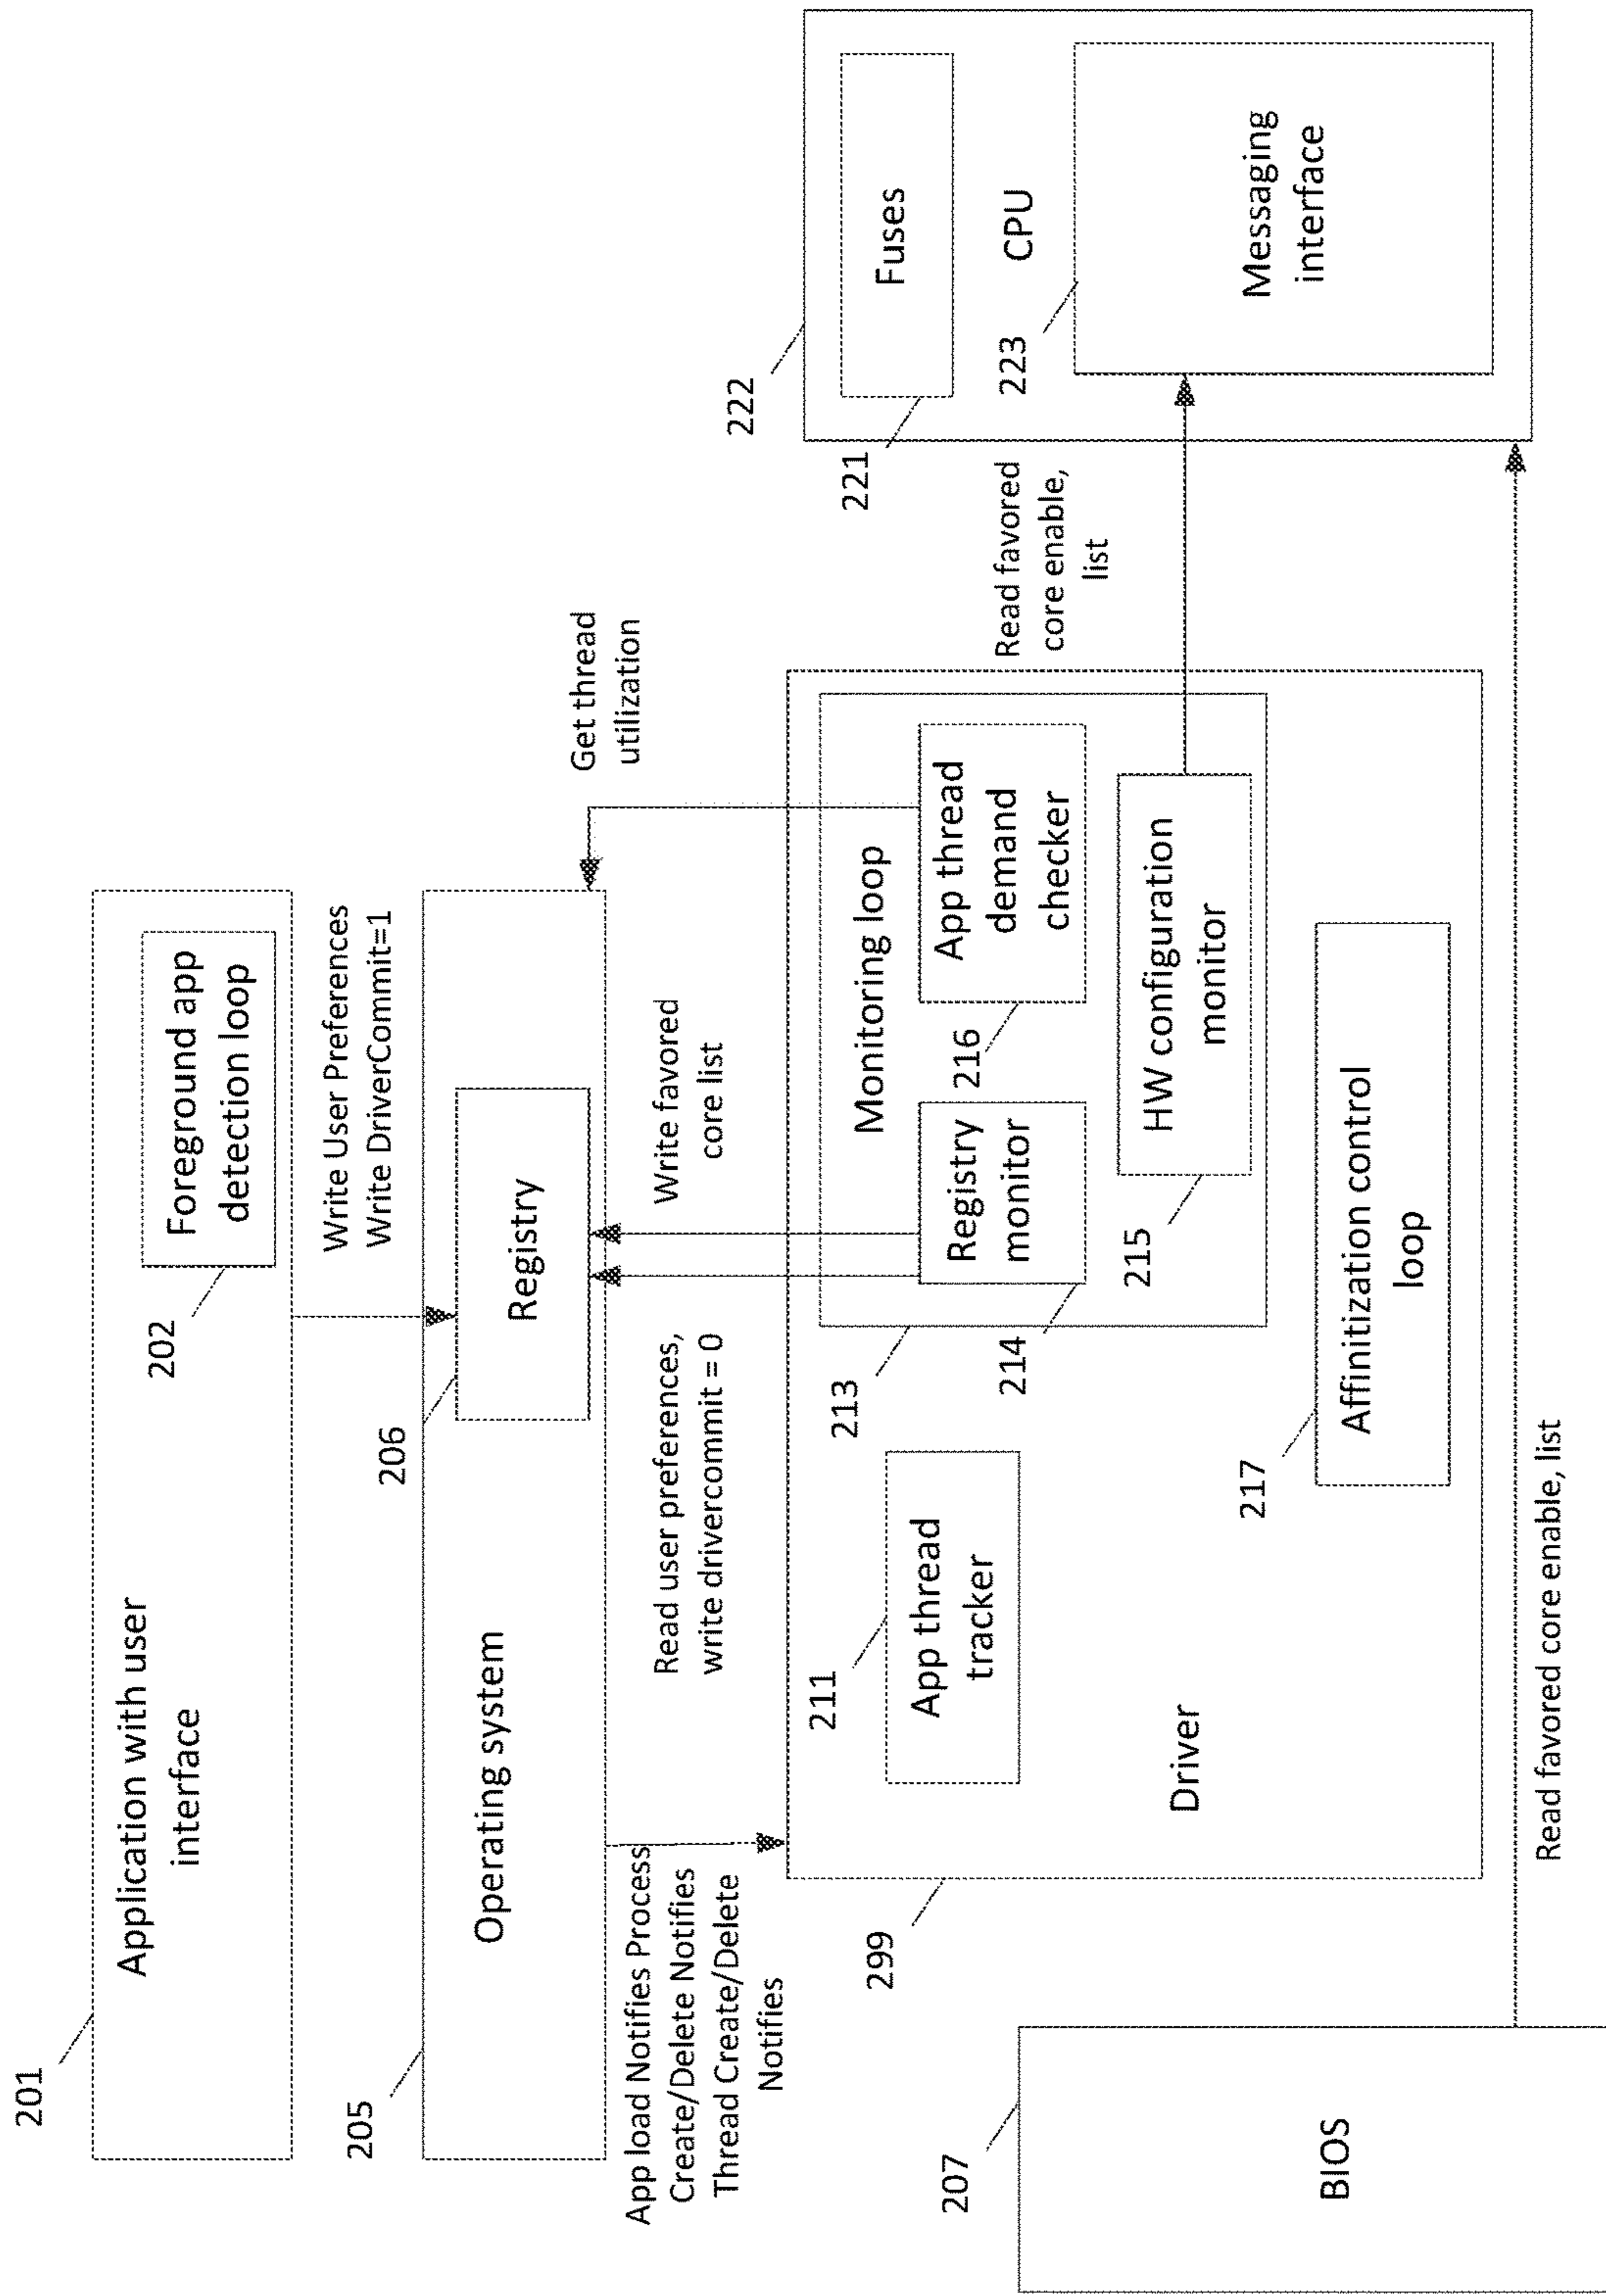 201
Application with user
interface
Foreground app
detection loop
202
Write User Preferences
Write DriverCommit=1
205
Operating system
206
Registry
App load Notifies Process
Create/Delete Notifies
Thread Create/Delete
Notifies
Read user preferences,
write drivercommit = 0
Write favored
core list
Get thread
utilization
299
Driver
211
App thread
tracker
213
Monitoring loop
214
Registry
monitor
216
App thread
demand
checker
215
HW configuration
monitor
217
Affinitization control
loop
Read favored
core enable,
list
222
221
Fuses
CPU
223
Messaging
interface
207
BIOS
Read favored core enable, list